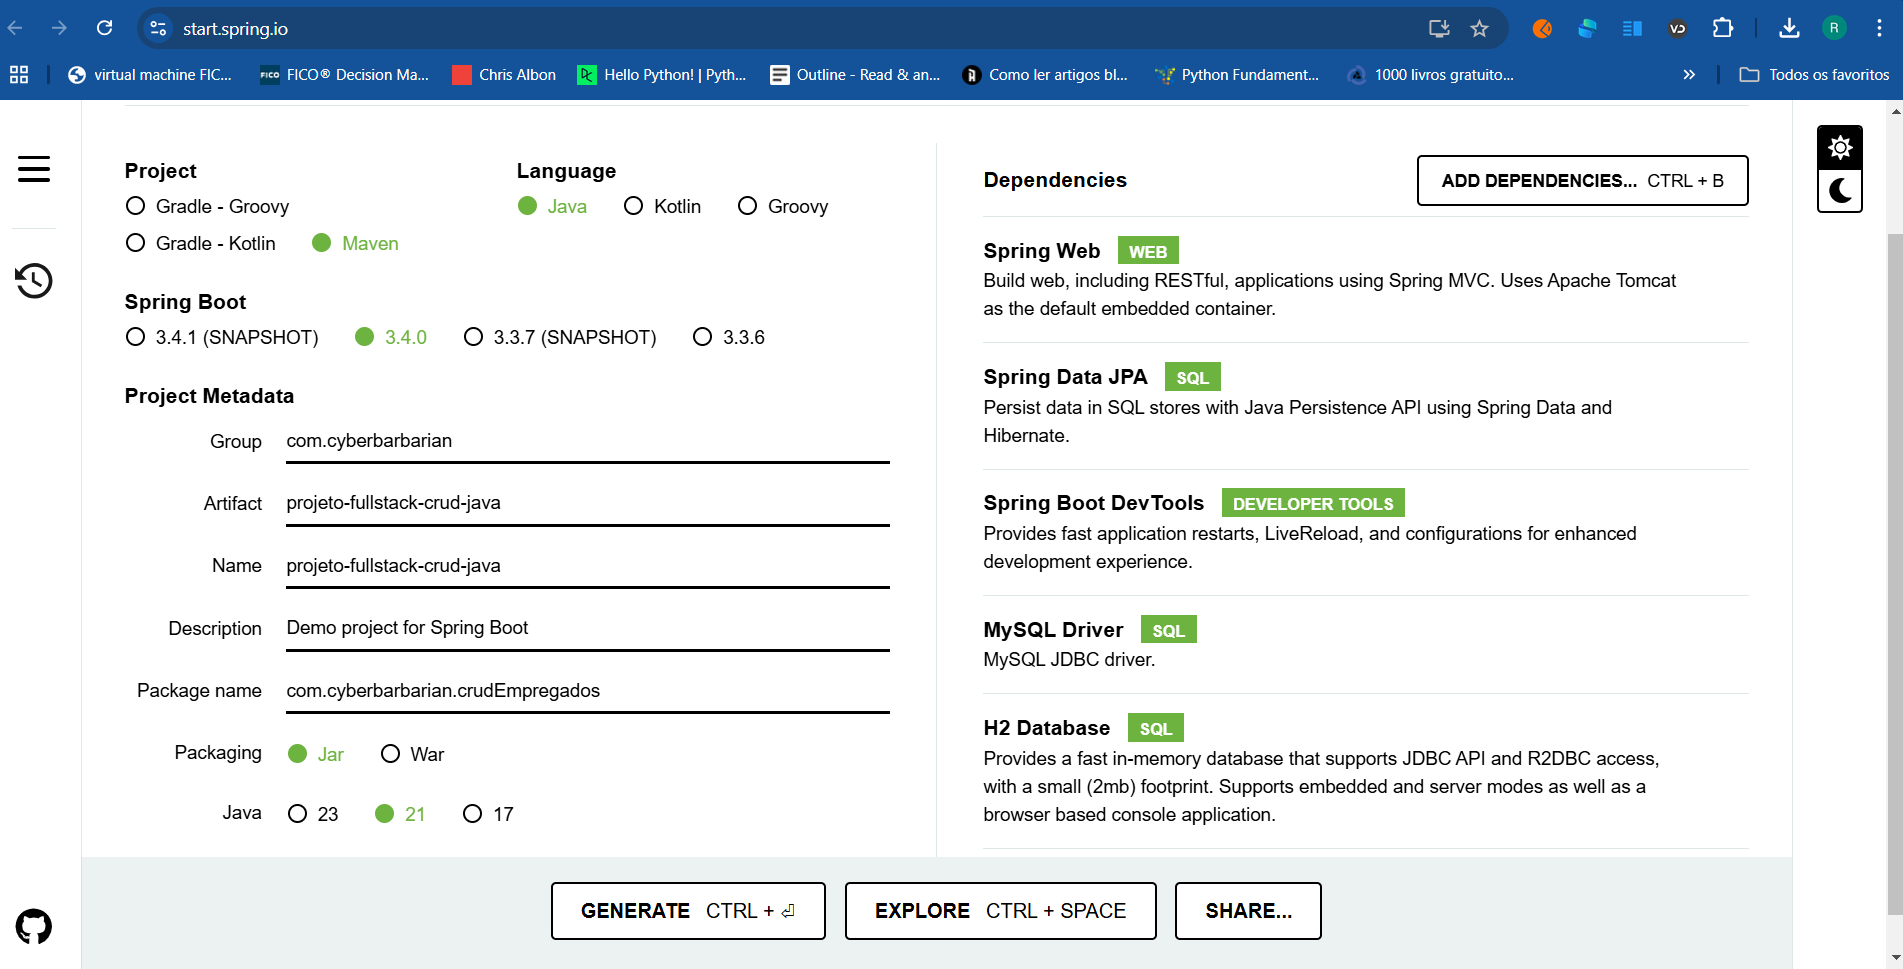 start.spring.io
R
virtual machine FIC...
FICO
FICO® Decision Ma...
Chris Albon
Hello Python! | Pyth...
Outline - Read & an...
Como ler artigos bl...
Python Fundament...
1000 livros gratuito...
»
Todos os favoritos
Project
Gradle - Groovy
Gradle - Kotlin
Maven
Language
Java
Kotlin
Groovy
Spring Boot
3.4.1 (SNAPSHOT)
3.4.0
3.3.7 (SNAPSHOT)
3.3.6
Project Metadata
Group
com.cyberbarbarian
Artifact
projeto-fullstack-crud-java
Name
projeto-fullstack-crud-java
Description
Demo project for Spring Boot
Package name
com.cyberbarbarian.crudEmpregados
Packaging
Jar
War
Java
23
21
17
Dependencies
ADD DEPENDENCIES... CTRL + B
Spring Web WEB
Build web, including RESTful, applications using Spring MVC. Uses Apache Tomcat
as the default embedded container.
Spring Data JPA SQL
Persist data in SQL stores with Java Persistence API using Spring Data and
Hibernate.
Spring Boot DevTools DEVELOPER TOOLS
Provides fast application restarts, LiveReload, and configurations for enhanced
development experience.
MySQL Driver SQL
MySQL JDBC driver.
H2 Database SQL
Provides a fast in-memory database that supports JDBC API and R2DBC access,
with a small (2mb) footprint. Supports embedded and server modes as well as a
browser based console application.
GENERATE CTRL + ⏎
EXPLORE CTRL + SPACE
SHARE...